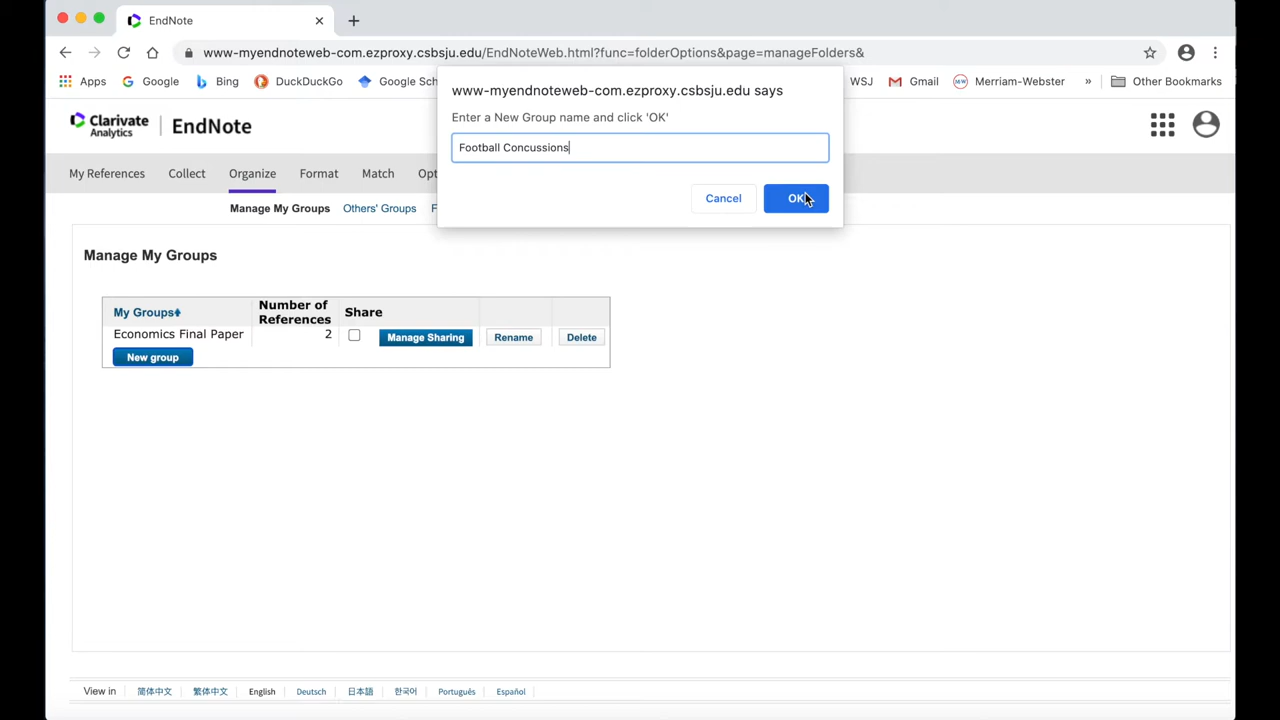 EndNote
www-myendnoteweb-com.ezproxy.csbsju.edu/EndNoteWeb.html?func=folderOptions&page=manageFolders&
Apps Google Bing DuckDuckGo Google Sch WSJ Gmail Merriam-Webster » Other Bookmarks
www-myendnoteweb-com.ezproxy.csbsju.edu says
Enter a New Group name and click 'OK'
Football Concussions
Cancel OK
Clarivate Analytics EndNote
My References Collect Organize Format Match Opt
Manage My Groups Others' Groups F
Manage My Groups
My Groups Number of References Share
Economics Final Paper 2 Manage Sharing Rename Delete
New group
View in 简体中文 繁体中文 English Deutsch 日本語 한국어 Português Español